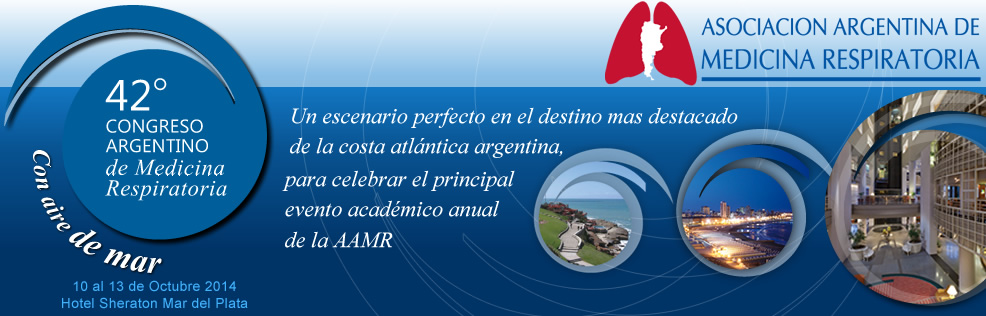 42°
CONGRESO
ARGENTINO
de Medicina
Respiratoria
Con aire de mar
10 al 13 de Octubre 2014
Hotel Sheraton Mar del Plata
ASOCIACION ARGENTINA DE
MEDICINA RESPIRATORIA
Un escenario perfecto en el destino mas destacado
de la costa atlántica argentina,
para celebrar el principal
evento académico anual
de la AAMR